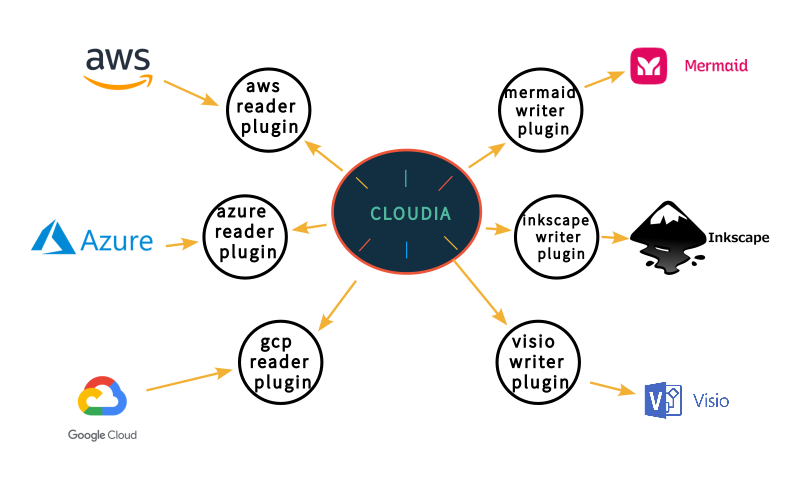 aws
aws
reader
plugin
mermaid
writer
plugin
Mermaid
Azure
azure
reader
plugin
CLOUDIA
inkscape
writer
plugin
Inkscape
Google Cloud
gcp
reader
plugin
visio
writer
plugin
V
Visio